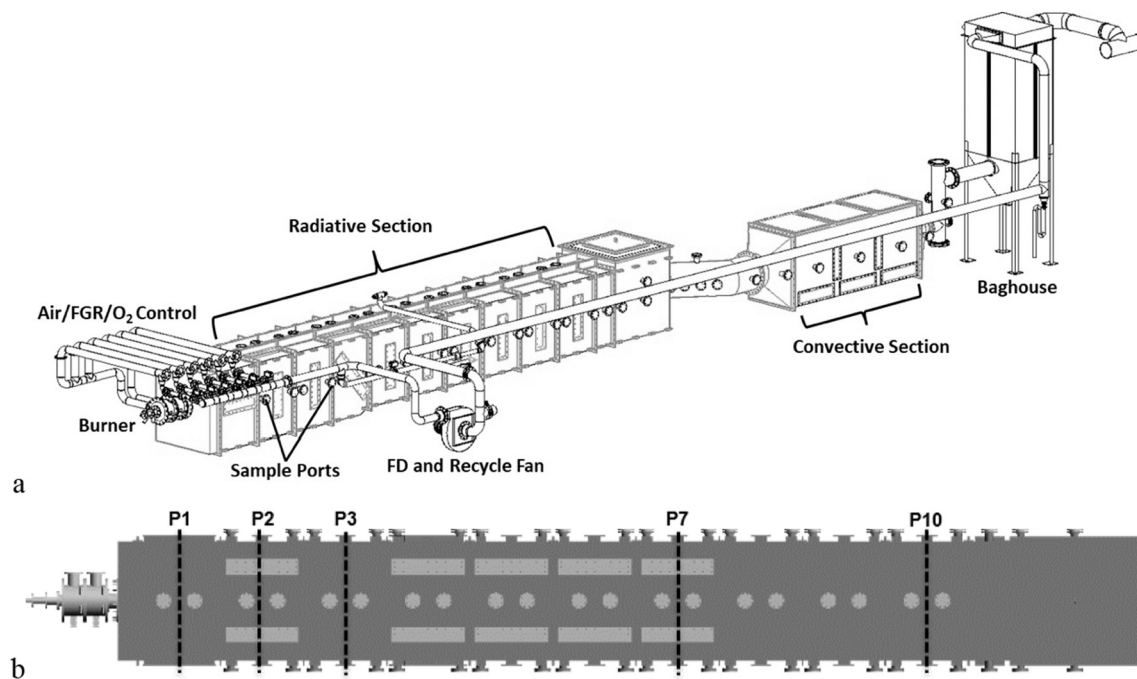 Radiative Section
Air/FGR/O₂ Control
Baghouse
Convective Section
Burner
Sample Ports
FD and Recycle Fan
a
P1
P2
P3
P7
P10
b